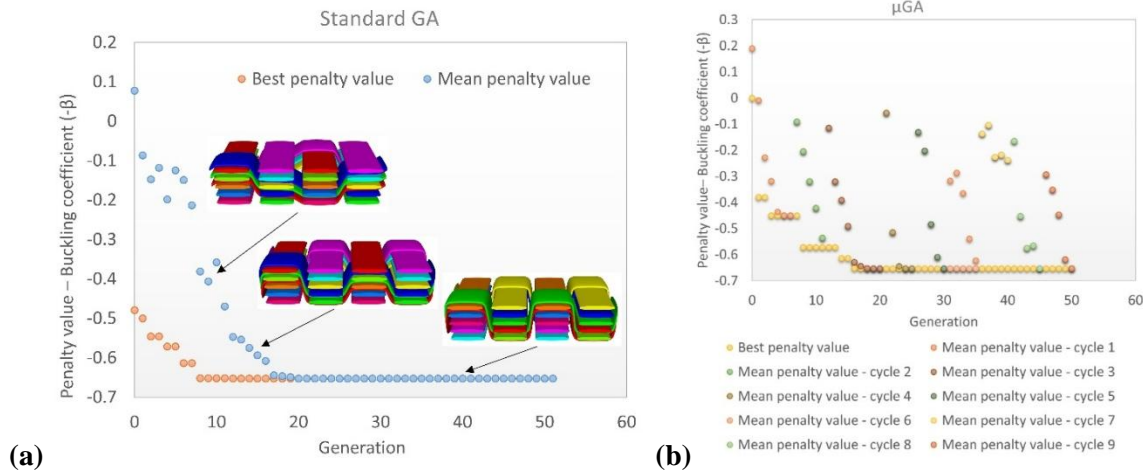 Standard GA
0.2
0.1
0
-0.1
-0.2
-0.3
-0.4
-0.5
-0.6
-0.7
Penalty value – Buckling coefficient (-β)
Best penalty value
Mean penalty value
0 10 20 30 40 50 60
Generation
(a)
µGA
0.3
0.2
0.1
0
-0.1
-0.2
-0.3
-0.4
-0.5
-0.6
-0.7
Penalty value– Buckling coefficient (-β)
0 10 20 30 40 50 60
Generation
Best penalty value Mean penalty value - cycle 1
Mean penalty value - cycle 2 Mean penalty value - cycle 3
Mean penalty value - cycle 4 Mean penalty value - cycle 5
Mean penalty value - cycle 6 Mean penalty value - cycle 7
Mean penalty value - cycle 8 Mean penalty value - cycle 9
(b)